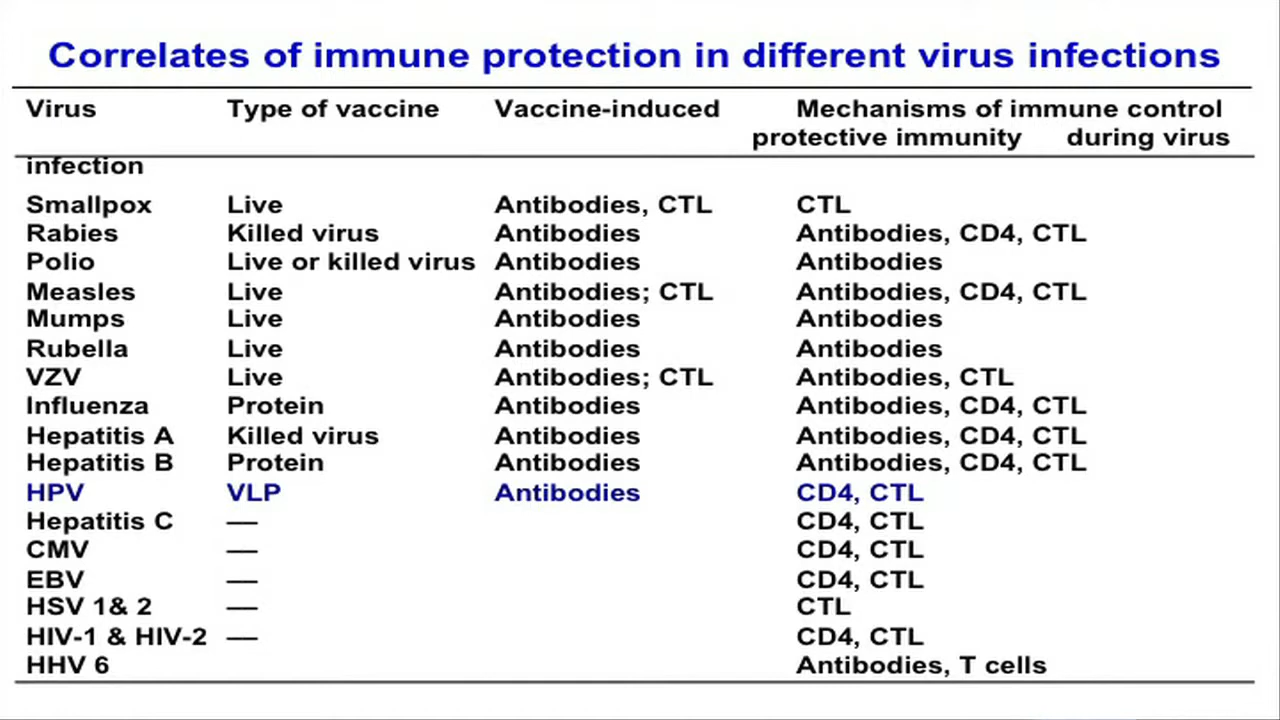 Correlates of immune protection in different virus infections
Virus Type of vaccine Vaccine-induced Mechanisms of immune control
protective immunity during virus
infection
Smallpox Live Antibodies, CTL CTL
Rabies Killed virus Antibodies Antibodies, CD4, CTL
Polio Live or killed virus Antibodies Antibodies
Measles Live Antibodies; CTL Antibodies, CD4, CTL
Mumps Live Antibodies Antibodies
Rubella Live Antibodies Antibodies
VZV Live Antibodies; CTL Antibodies, CTL
Influenza Protein Antibodies Antibodies, CD4, CTL
Hepatitis A Killed virus Antibodies Antibodies, CD4, CTL
Hepatitis B Protein Antibodies Antibodies, CD4, CTL
HPV VLP Antibodies CD4, CTL
Hepatitis C — CD4, CTL
CMV — CD4, CTL
EBV — CD4, CTL
HSV 1& 2 — CTL
HIV-1 & HIV-2 — CD4, CTL
HHV 6 Antibodies, T cells